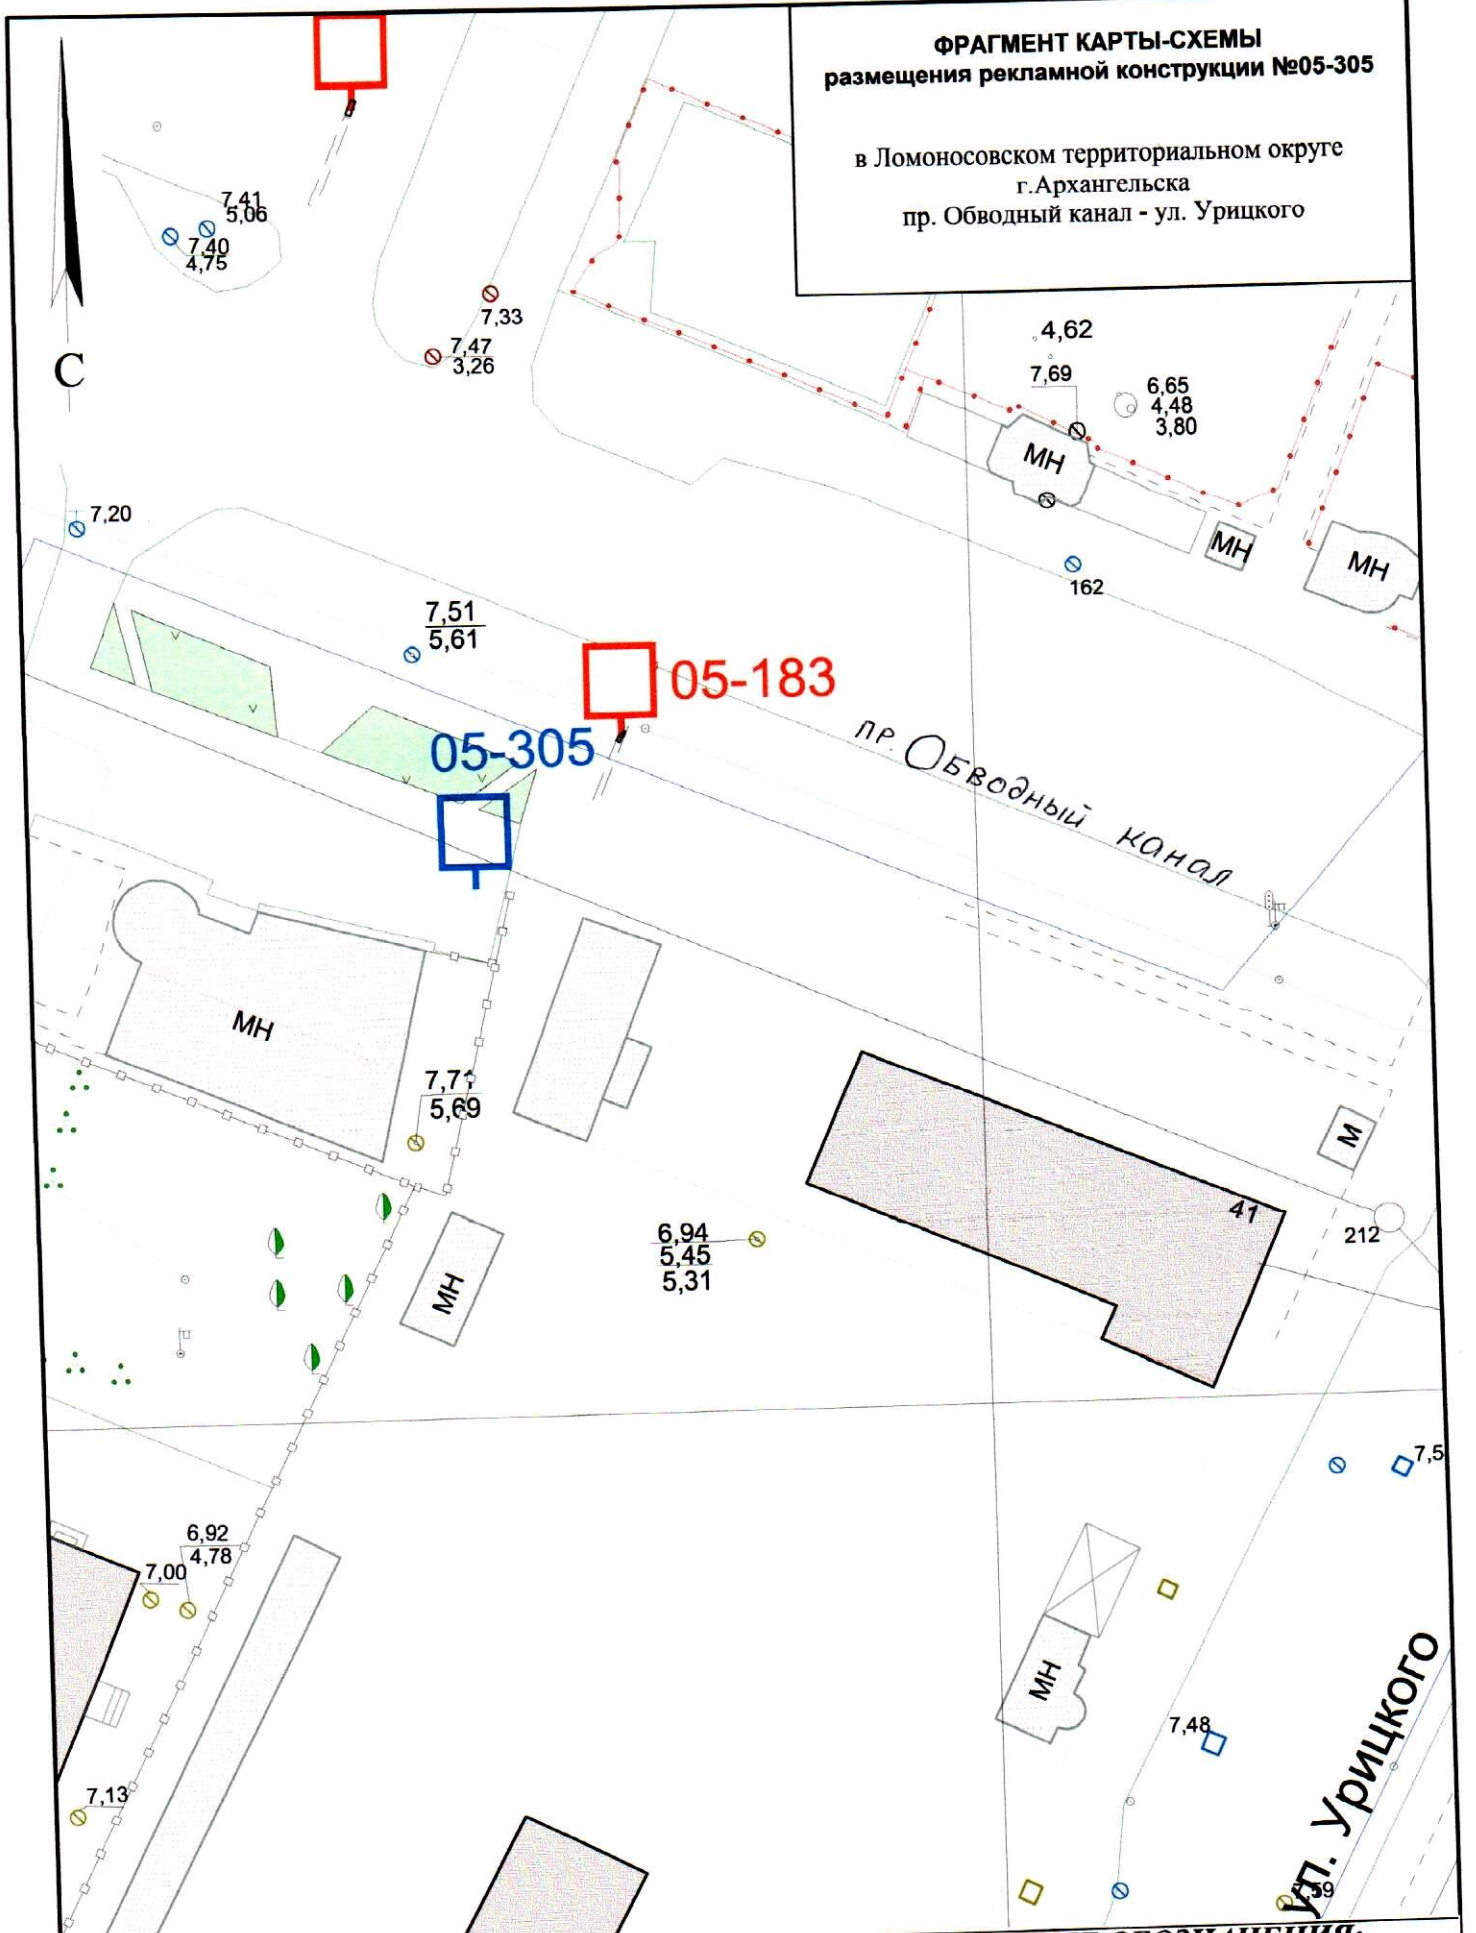 ФРАГМЕНТ КАРТЫ-СХЕМЫ
размещения рекламной конструкции №05-305
в Ломоносовском территориальном округе
г.Архангельска
пр. Обводный канал - ул. Урицкого
7,41
5,06
7,40
4,75
С
7,33
7,47
3,26
4,62
7,69
6,65
4,48
3,80
МН
МН
МН
7,20
162
7,51
5,61
05-183
05-305
пр. Обводный канал
МН
7,71
5,69
М
41
212
6,94
5,45
5,31
МН
7,5
6,92
4,78
7,00
МН
7,48
7,13
ул. Урицкого